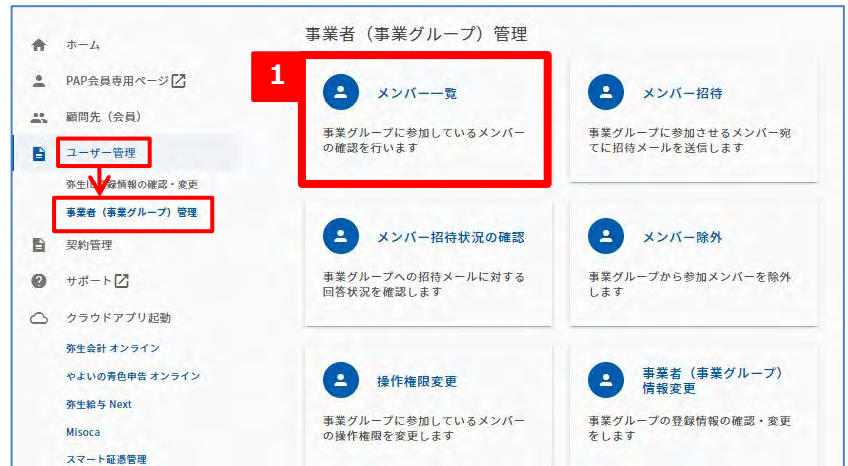 事業者（事業グループ）管理
ホーム
PAP会員専用ページ
顧問先（会員）
ユーザー管理
弥生ID登録情報の確認・変更
事業者（事業グループ）管理
契約管理
サポート
クラウドアプリ起動
弥生会計 オンライン
やよいの青色申告 オンライン
弥生給与 Next
Misoca
スマート証憑管理
1
メンバー一覧
事業グループに参加しているメンバー
の確認を行います
メンバー招待
事業グループに参加させるメンバー宛
てに招待メールを送信します
メンバー招待状況の確認
事業グループへの招待メールに対する
回答状況を確認します
メンバー除外
事業グループから参加メンバーを除外
します
操作権限変更
事業グループに参加しているメンバー
の操作権限を変更します
事業者（事業グループ）
情報変更
事業グループの登録情報の確認・変更
をします